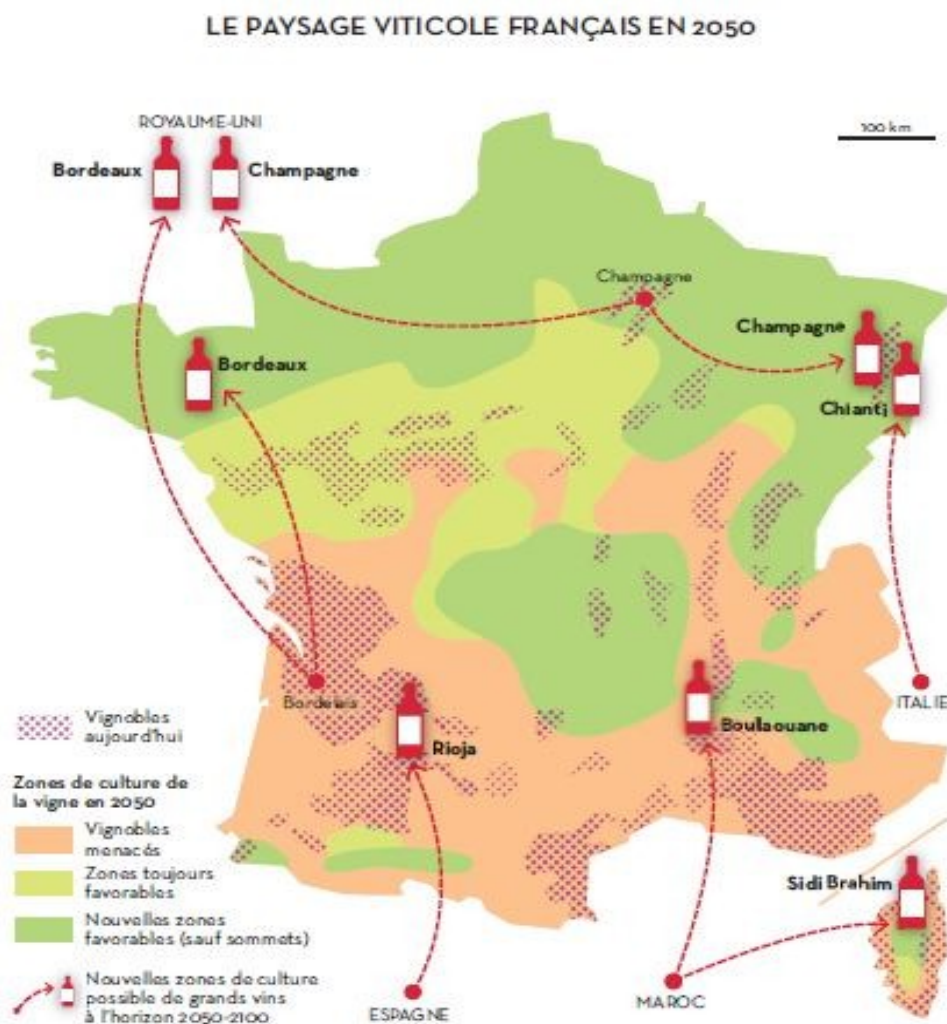 LE PAYSAGE VITICOLE FRANÇAIS EN 2050
ROYAUME-UNI
100 km
Bordeaux
Champagne
Champagne
Champagne
Bordeaux
Chianti
Bordelais
ITALIE
Boulaouane
Rioja
Sidi Brahim
MAROC
ESPAGNE
Vignobles
aujourd'hui
Zones de culture de
la vigne en 2050
Vignobles
menacés
Zones toujours
favorables
Nouvelles zones
favorables (sauf sommets)
Nouvelles zones de culture
possible de grands vins
à l'horizon 2050-2100